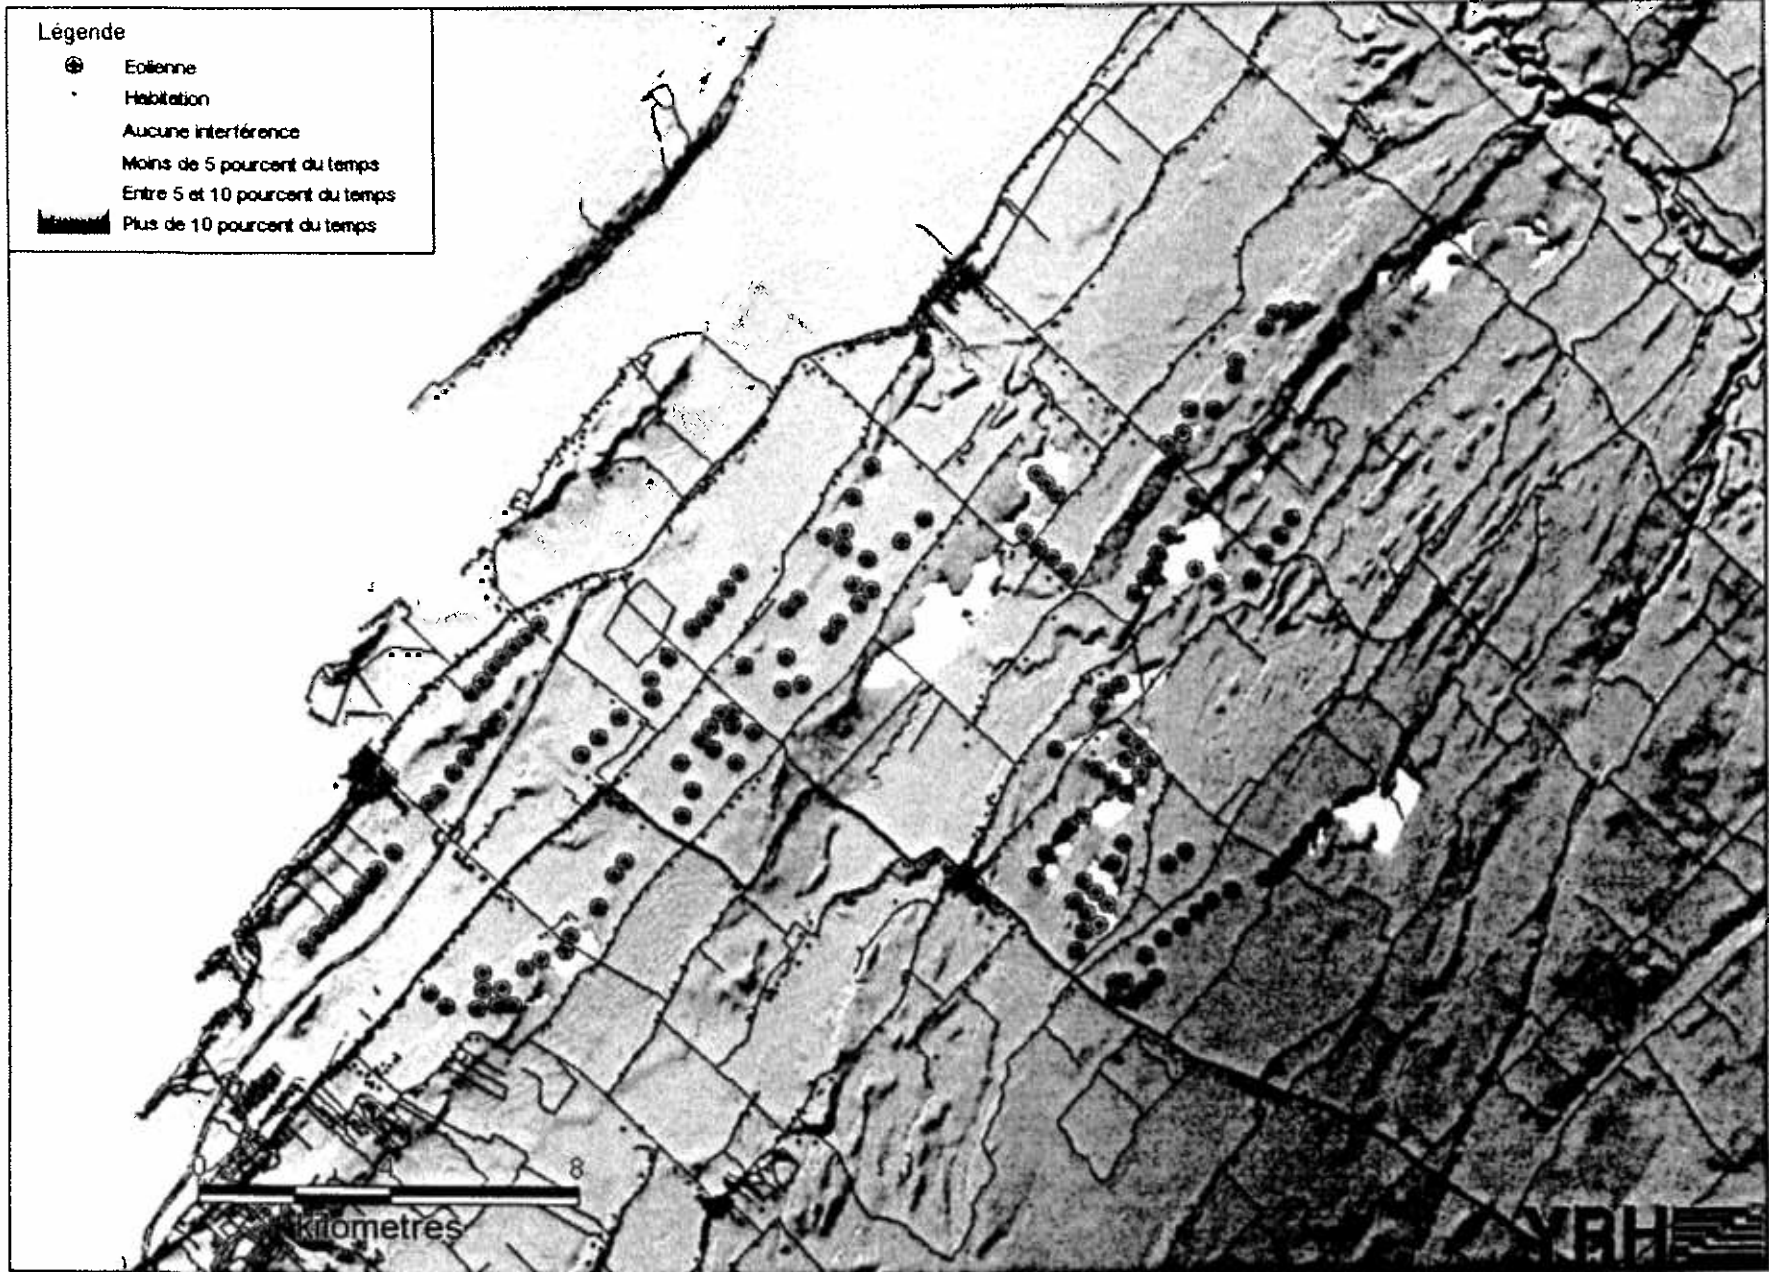 Légende
Eolienne
Habitation
Aucune interférence
Moins de 5 pourcent du temps
Entre 5 et 10 pourcent du temps
Plus de 10 pourcent du temps
0 4 8
kilometres
YRH